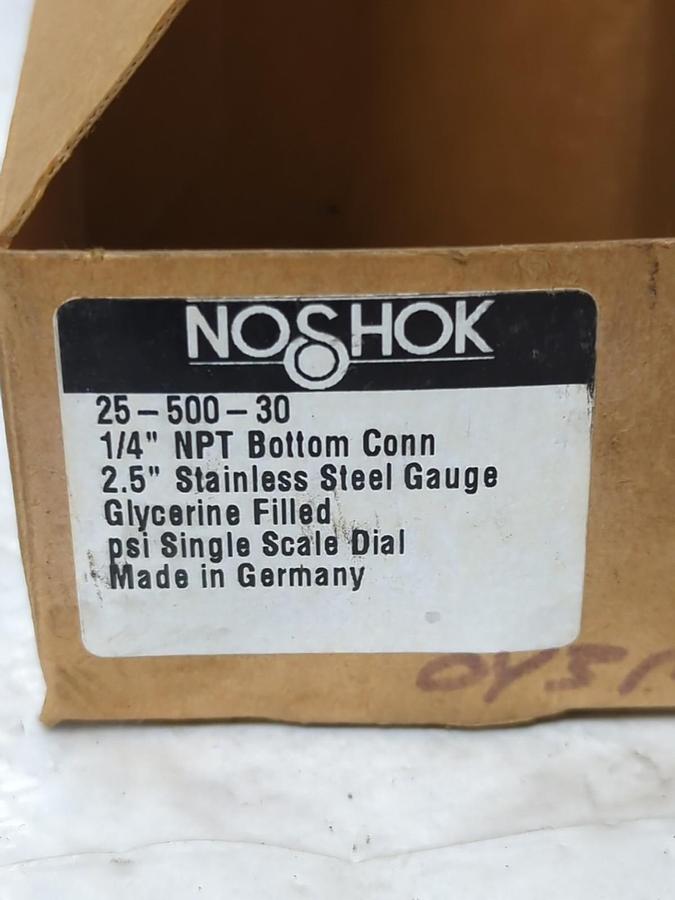 NOSHOK
25-500-30
1/4" NPT Bottom Conn
2.5" Stainless Steel Gauge
Glycerine Filled
psi Single Scale Dial
Made in Germany